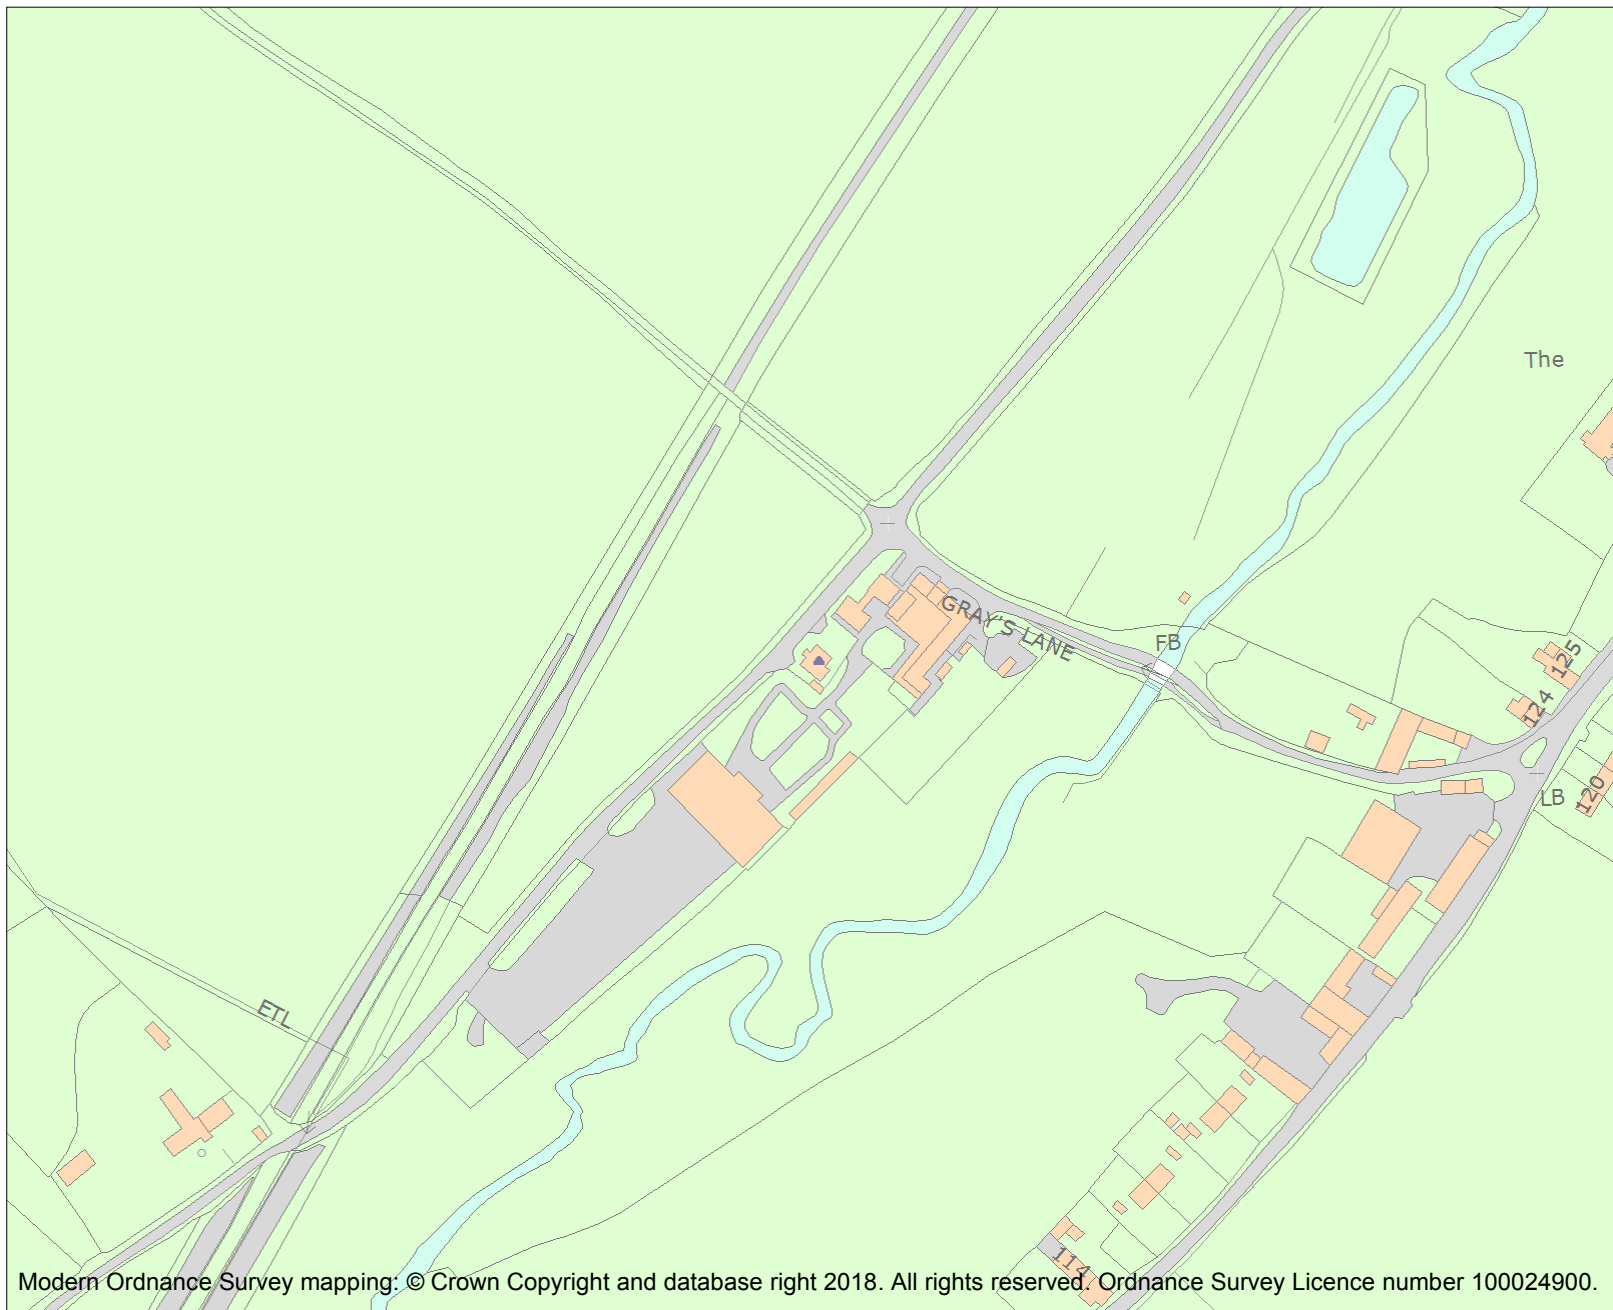 The
GRAY'S LANE
FB
125
124
LB
120
ETL
114
Modern Ordnance Survey mapping: © Crown Copyright and database right 2018. All rights reserved. Ordnance Survey Licence number 100024900.